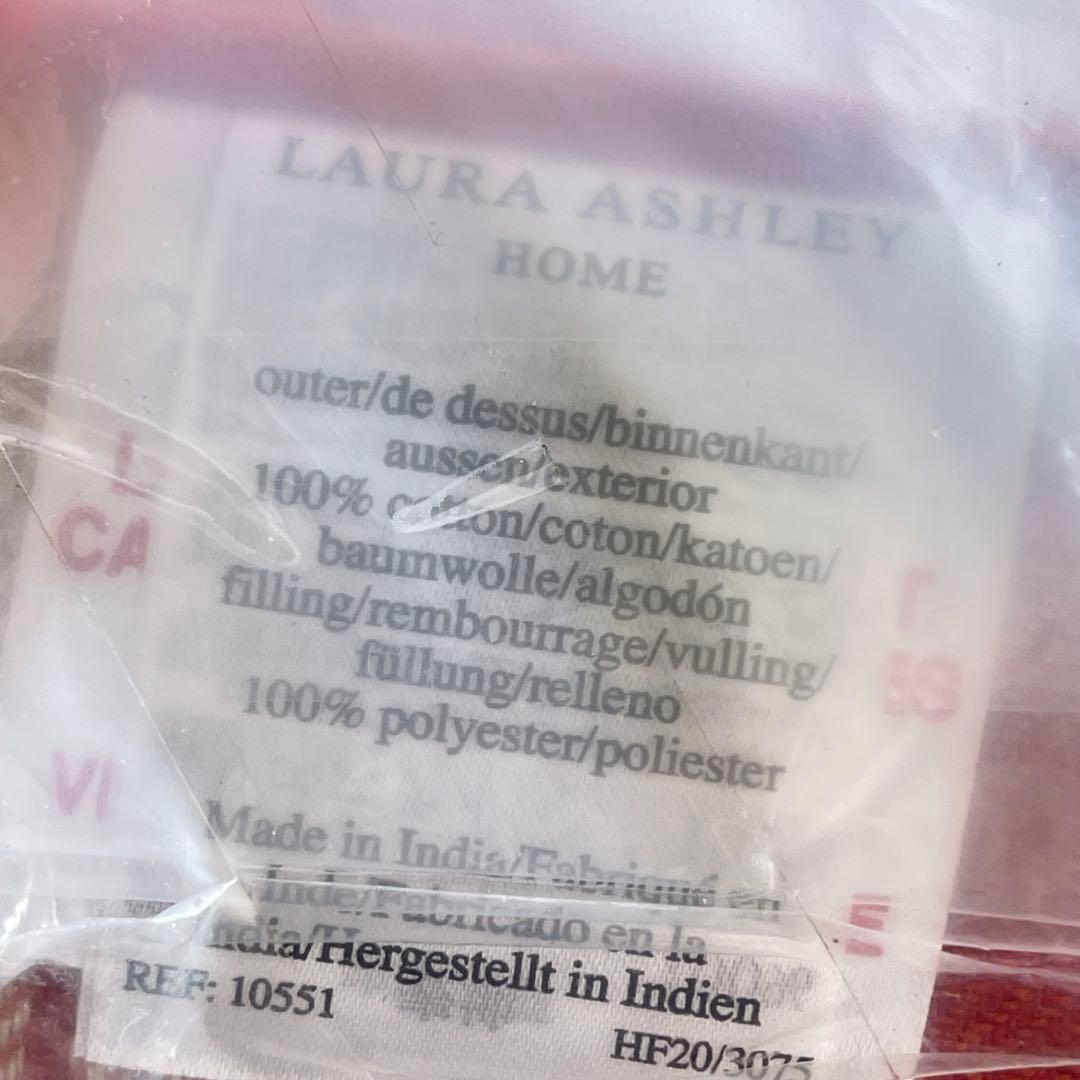 LAURA ASHLEY
HOME
outer/de dessus/binnenkant/
aussen/exterior
100% cotton/coton/katoen/
baumwolle/algodón
filling/rembourrage/vulling/
füllung/relleno
100% polyester/poliester
Made in India/Fabriqué en
Inde/Fabricado en la
India/Hergestellt in Indien
REF: 10551
HF20/3075
CA